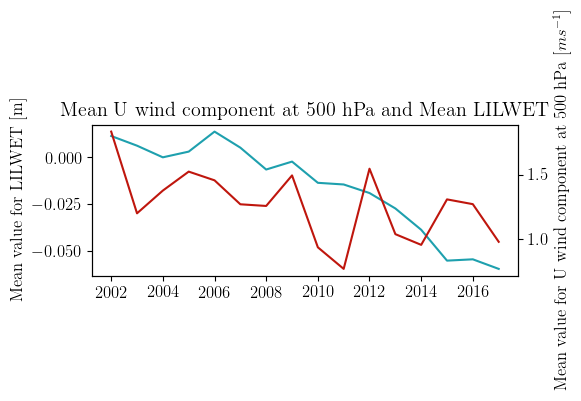 Mean U wind component at 500 hPa and Mean LILWET
Mean value for LILWET [m]
0.000
−0.025
−0.050
2002 2004 2006 2008 2010 2012 2014 2016
1.5
1.0
Mean value for U wind component at 500 hPa [ms⁻¹]